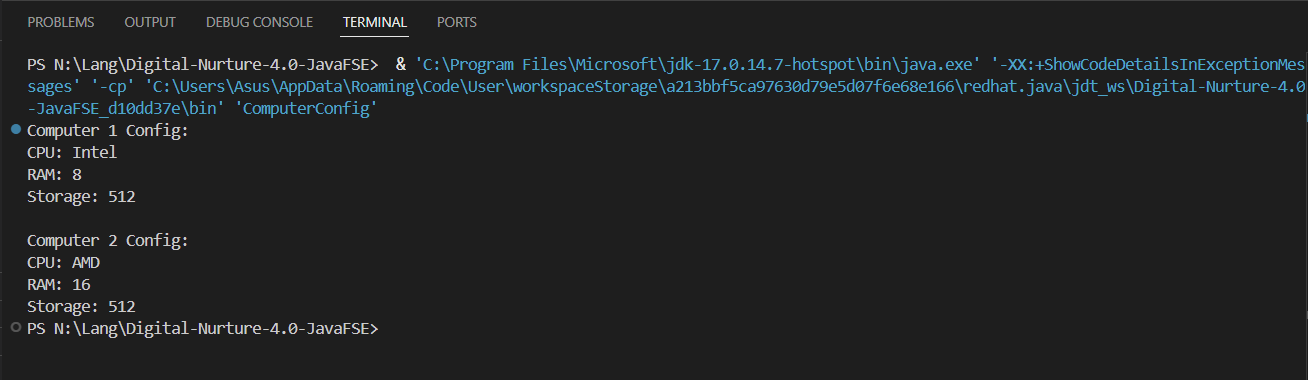 PROBLEMS OUTPUT DEBUG CONSOLE TERMINAL PORTS
PS N:\Lang\Digital-Nurture-4.0-JavaFSE>  & 'C:\Program Files\Microsoft\jdk-17.0.14.7-hotspot\bin\java.exe' '-XX:+ShowCodeDetailsInExceptionMes
sages' '-cp' 'C:\Users\Asus\AppData\Roaming\Code\User\workspaceStorage\a213bbf5ca97630d79e5d07f6e68e166\redhat.java\jdt_ws\Digital-Nurture-4.0
-JavaFSE_d10dd37e\bin' 'ComputerConfig'
Computer 1 Config:
CPU: Intel
RAM: 8
Storage: 512
Computer 2 Config:
CPU: AMD
RAM: 16
Storage: 512
PS N:\Lang\Digital-Nurture-4.0-JavaFSE>